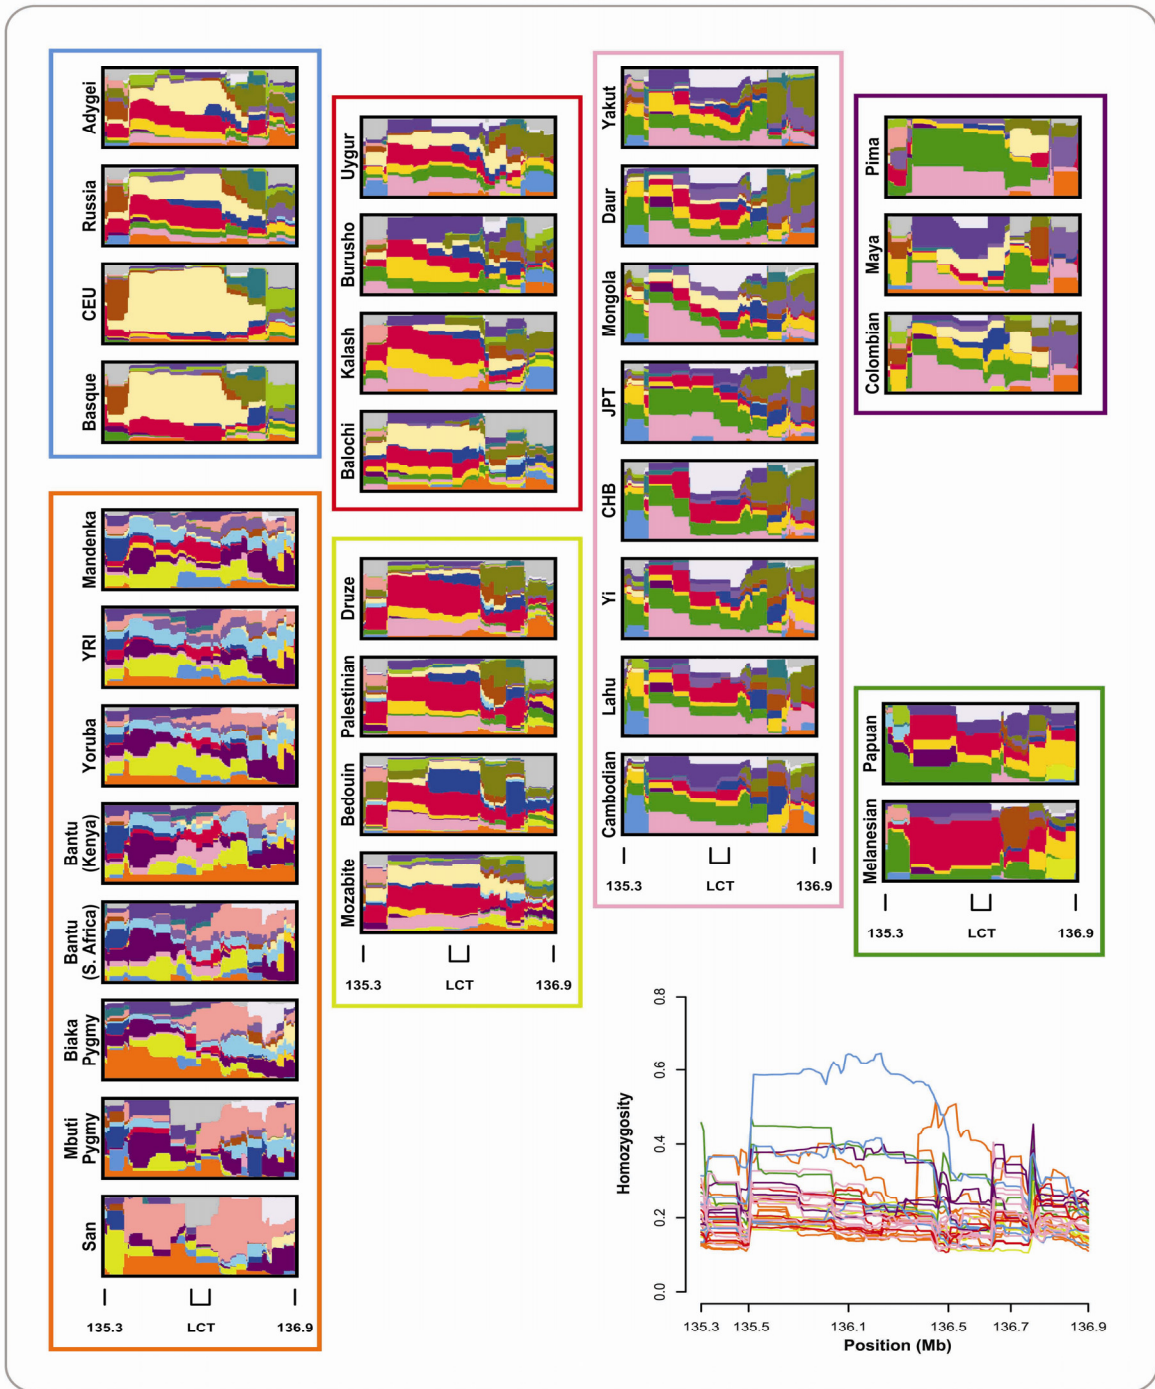 Adygei
Russia
CEU
Basque
Mandenka
YRI
Yoruba
Bantu
(Kenya)
Bantu
(S. Africa)
Biaka
Pygmy
Mbuti
Pygmy
San
135.3 LCT 136.9
Uygur
Burusho
Kalash
Balochi
Druze
Palestinian
Bedouin
Mozabite
135.3 LCT 136.9
Yakut
Daur
Mongola
JPT
CHB
Yi
Lahu
Cambodian
135.3 LCT 136.9
Pima
Maya
Colombian
Papuan
Melanesian
135.3 LCT 136.9
Homozygosity
0.8
0.6
0.4
0.2
0.0
135.3 135.5 136.1 136.5 136.7 136.9
Position (Mb)